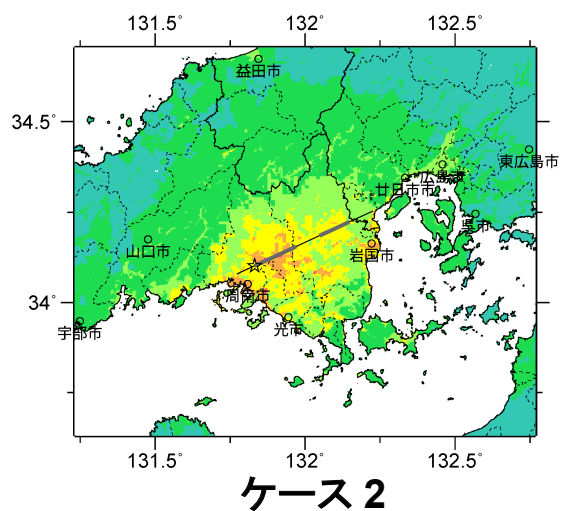 131.5° 132° 132.5°
益田市
34.5°
東広島市
広島市
廿日市市
呉市
山口市
岩国市
34°
周南市
光市
宇部市
131.5° 132° 132.5°
ケース 2